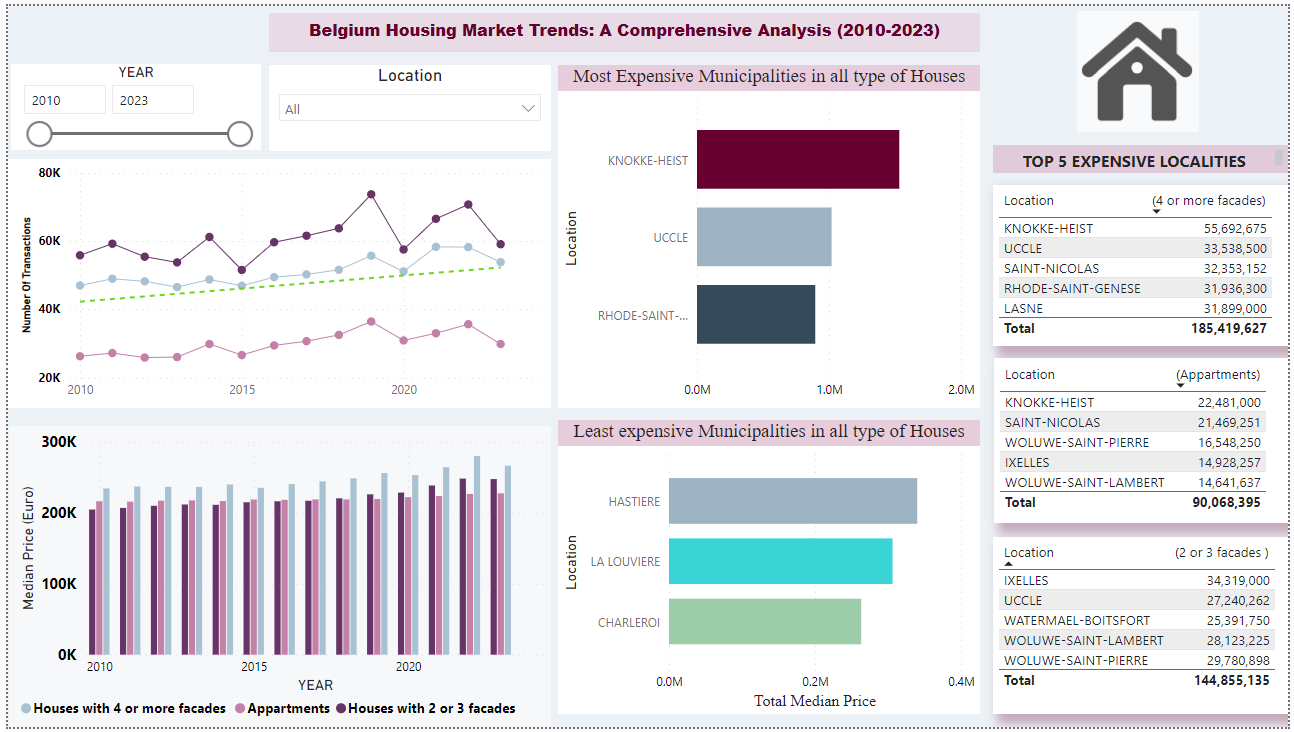 Belgium Housing Market Trends: A Comprehensive Analysis (2010-2023)
YEAR
2010 2023
Location
All
Number Of Transactions
80K
60K
40K
20K
2010 2015 2020
Median Price (Euro)
300K
200K
100K
0K
2010 2015 2020
YEAR
Houses with 4 or more facades Appartments Houses with 2 or 3 facades
Most Expensive Municipalities in all type of Houses
Location
KNOKKE-HEIST
UCCLE
RHODE-SAINT-...
0.0M 1.0M 2.0M
Least expensive Municipalities in all type of Houses
Location
HASTIERE
LA LOUVIERE
CHARLEROI
0.0M 0.2M 0.4M
Total Median Price
TOP 5 EXPENSIVE LOCALITIES
Location (4 or more facades)
KNOKKE-HEIST 55,692,675
UCCLE 33,538,500
SAINT-NICOLAS 32,353,152
RHODE-SAINT-GENESE 31,936,300
LASNE 31,899,000
Total 185,419,627
Location (Appartments)
KNOKKE-HEIST 22,481,000
SAINT-NICOLAS 21,469,251
WOLUWE-SAINT-PIERRE 16,548,250
IXELLES 14,928,257
WOLUWE-SAINT-LAMBERT 14,641,637
Total 90,068,395
Location (2 or 3 facades )
IXELLES 34,319,000
UCCLE 27,240,262
WATERMAEL-BOITSFORT 25,391,750
WOLUWE-SAINT-LAMBERT 28,123,225
WOLUWE-SAINT-PIERRE 29,780,898
Total 144,855,135